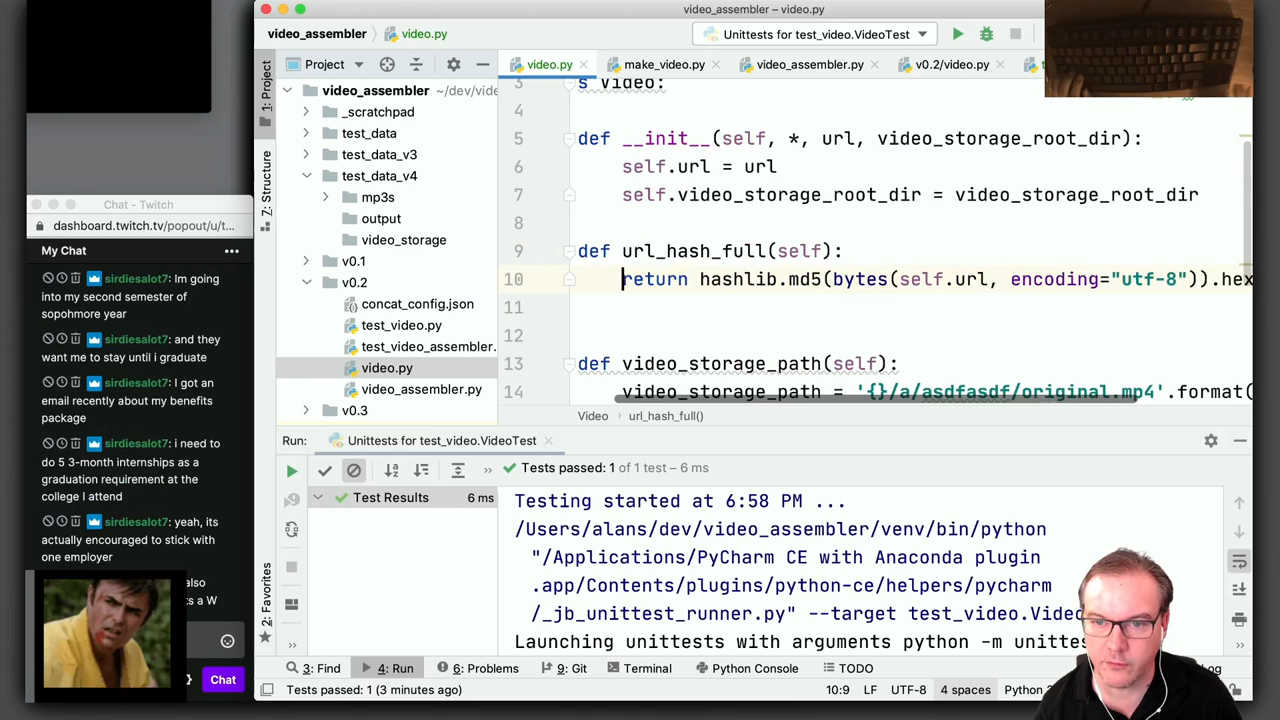 video_assembler – video.py
video_assembler
video.py
Unittests for test_video.VideoTest
1: Project
7: Structure
2: Favorites
Project
video_assembler ~/dev/vide
_scratchpad
test_data
test_data_v3
test_data_v4
mp3s
output
video_storage
v0.1
v0.2
concat_config.json
test_video.py
test_video_assembler.
video.py
video_assembler.py
v0.3
video.py
make_video.py
video_assembler.py
v0.2/video.py
3 s Video:
4
5 def __init__(self, *, url, video_storage_root_dir):
6 self.url = url
7 self.video_storage_root_dir = video_storage_root_dir
8
9 def url_hash_full(self):
10 return hashlib.md5(bytes(self.url, encoding="utf-8")).hex
11
12
13 def video_storage_path(self):
14 video_storage_path = '{}/a/asdfasdf/original.mp4'.format(
Video url_hash_full()
Run: Unittests for test_video.VideoTest
Tests passed: 1 of 1 test – 6 ms
Test Results 6 ms
Testing started at 6:58 PM ...
/Users/alans/dev/video_assembler/venv/bin/python
"/Applications/PyCharm CE with Anaconda plugin
.app/Contents/plugins/python-ce/helpers/pycharm
/_jb_unittest_runner.py" --target test_video.Video
Launching unittests with arguments python -m unitte
3: Find
4: Run
6: Problems
9: Git
Terminal
Python Console
TODO
Tests passed: 1 (3 minutes ago)
10:9 LF UTF-8 4 spaces Python
Chat - Twitch
dashboard.twitch.tv/popout/u/t...
My Chat
sirdiesalot7: Im going
into my second semester of
sopohmore year
sirdiesalot7: and they
want me to stay until i graduate
sirdiesalot7: I got an
email recently about my benefits
package
sirdiesalot7: i need to
do 5 3-month internships as a
graduation requirement at the
college I attend
sirdiesalot7: yeah, its
actually encouraged to stick with
one employer
also
s a W
Chat